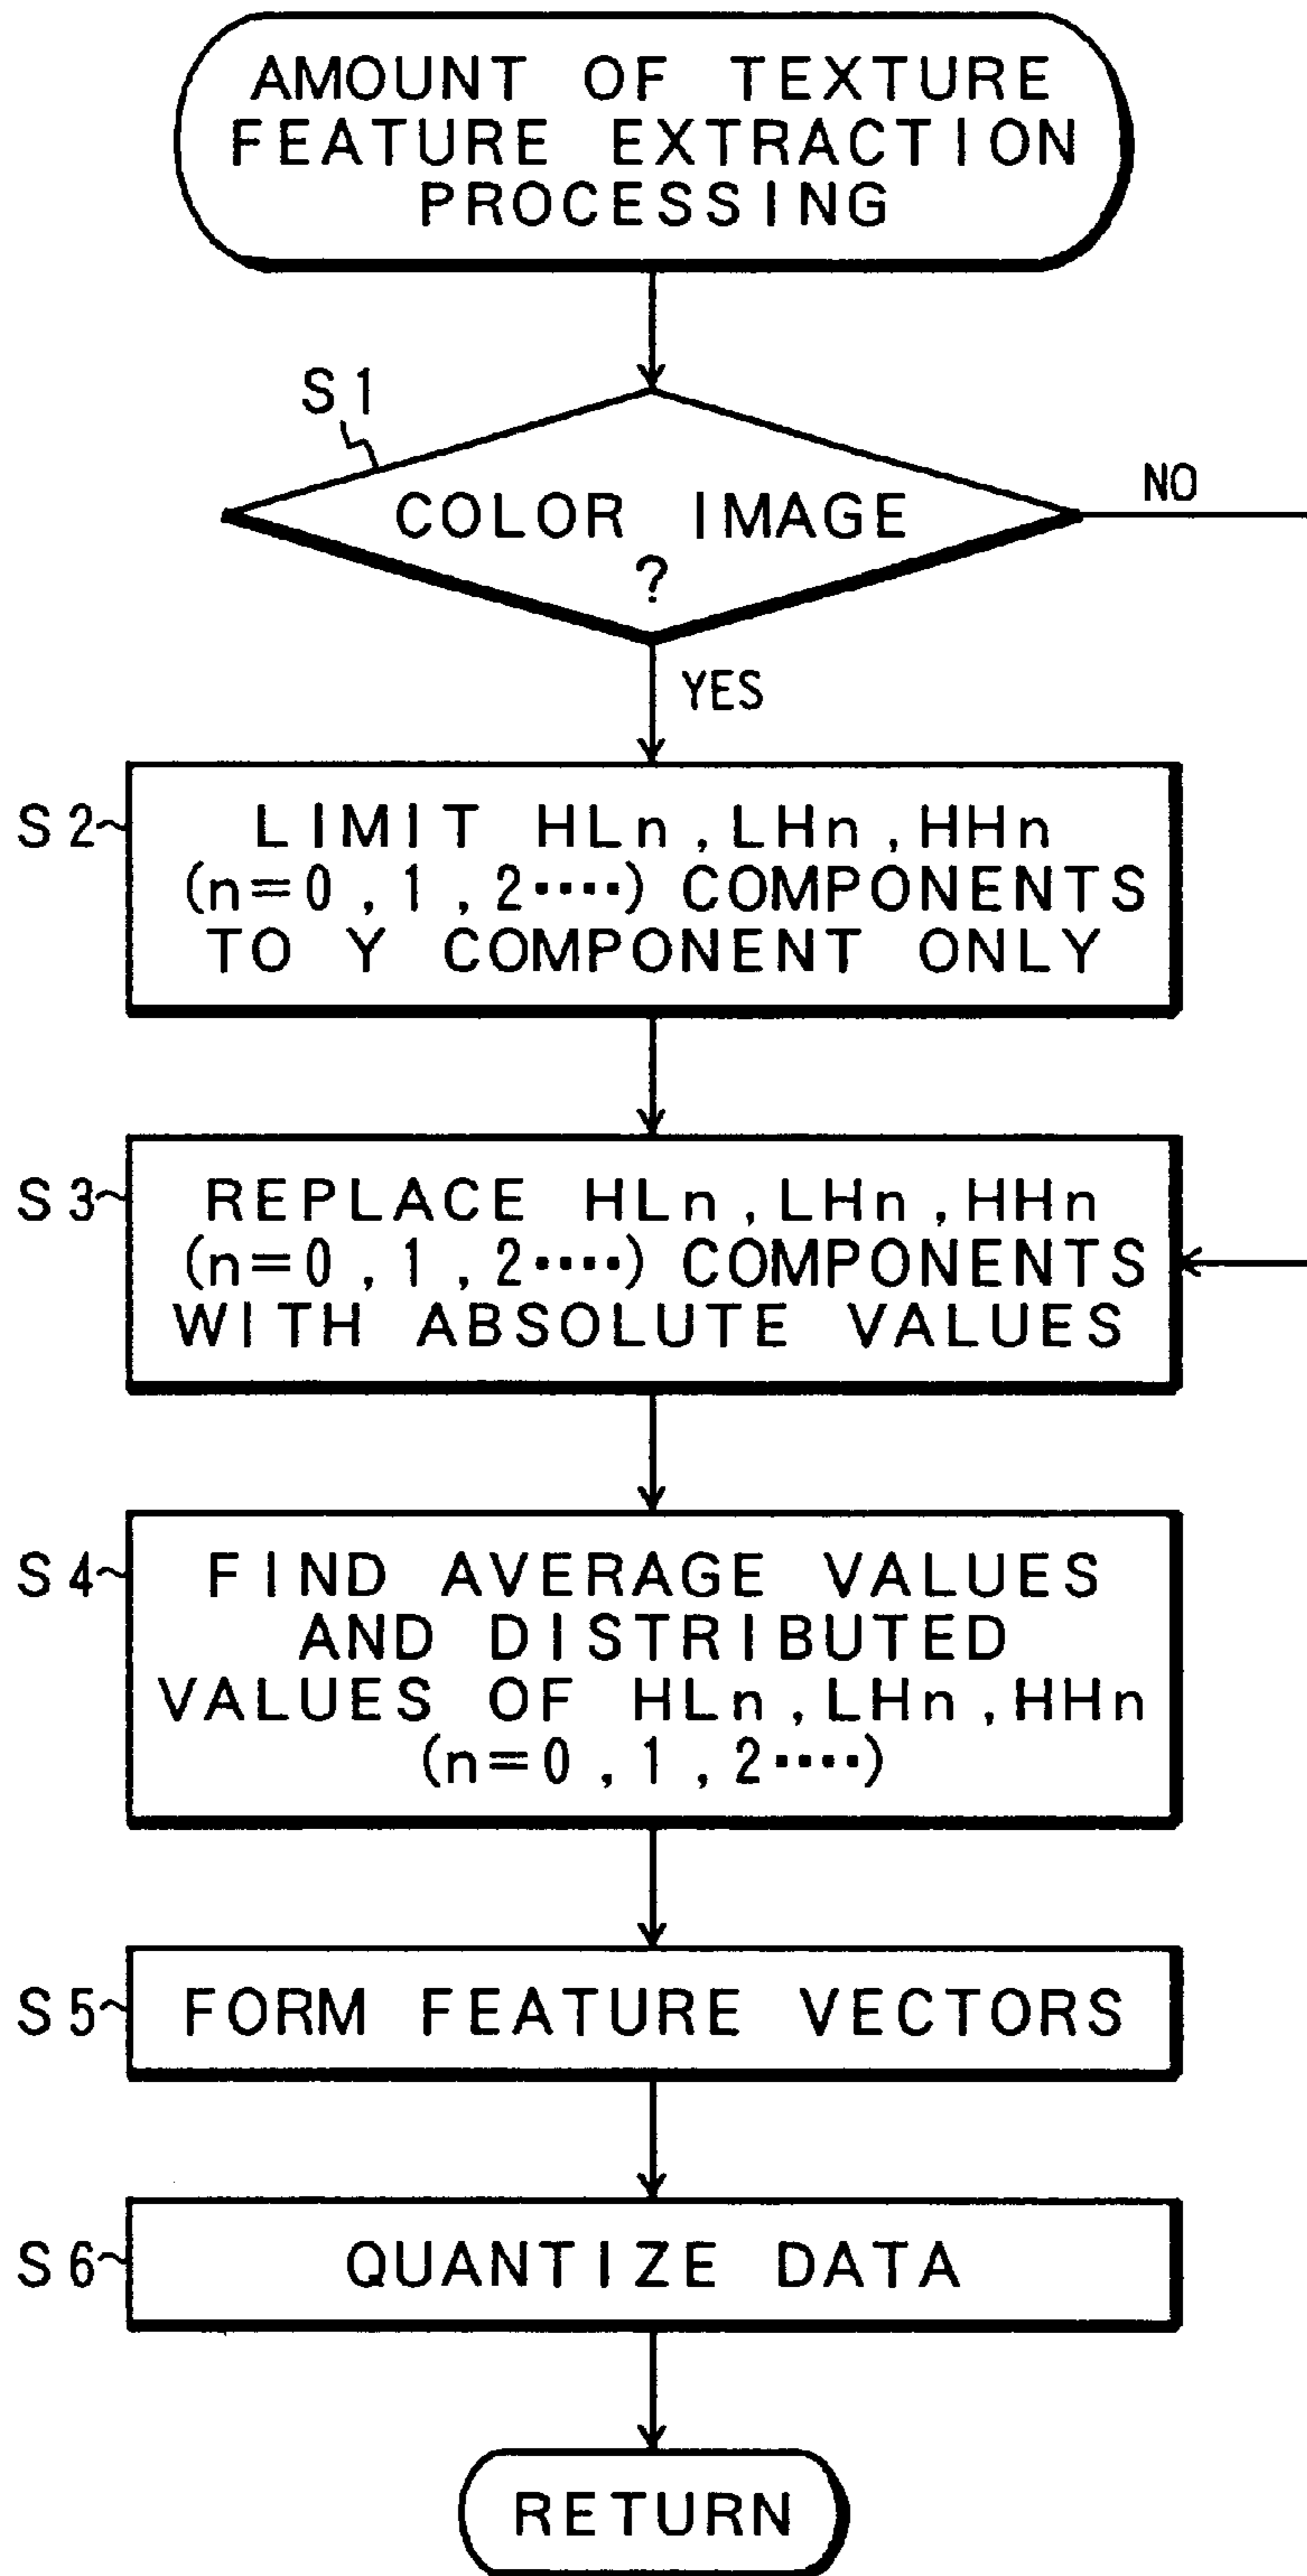 AMOUNT OF TEXTURE
FEATURE EXTRACTION
PROCESSING
S1
COLOR IMAGE
?
NO
YES
S2
LIMIT HLn, LHn, HHn
(n=0, 1, 2····) COMPONENTS
TO Y COMPONENT ONLY
S3
REPLACE HLn, LHn, HHn
(n=0, 1, 2····) COMPONENTS
WITH ABSOLUTE VALUES
S4
FIND AVERAGE VALUES
AND DISTRIBUTED
VALUES OF HLn, LHn, HHn
(n=0, 1, 2····)
S5
FORM FEATURE VECTORS
S6
QUANTIZE DATA
RETURN